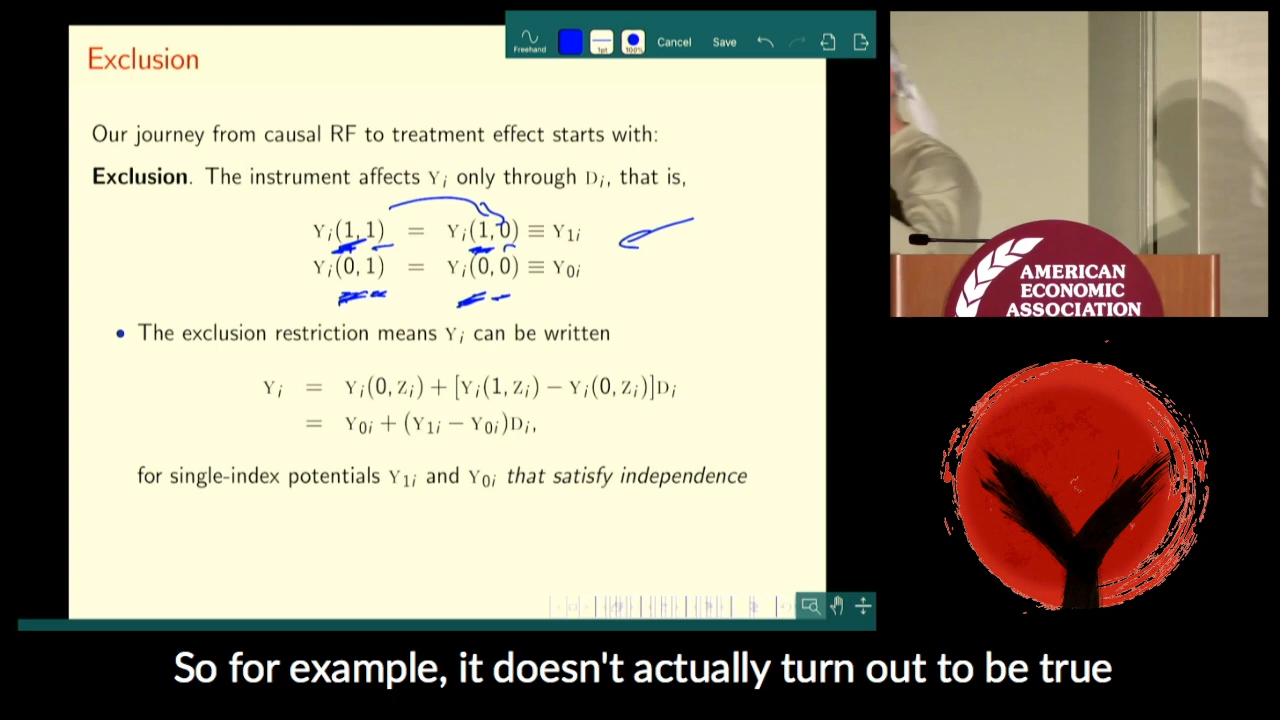 Freehand
1pt
100%
Cancel Save
Exclusion
Our journey from causal RF to treatment effect starts with:
Exclusion. The instrument affects Yᵢ only through Dᵢ, that is,
Yᵢ(1, 1) = Yᵢ(1, 0) ≡ Y₁ᵢ
Yᵢ(0, 1) = Yᵢ(0, 0) ≡ Y₀ᵢ
• The exclusion restriction means Yᵢ can be written
Yᵢ = Yᵢ(0, Zᵢ) + [Yᵢ(1, Zᵢ) − Yᵢ(0, Zᵢ)]Dᵢ
= Y₀ᵢ + (Y₁ᵢ − Y₀ᵢ)Dᵢ,
for single-index potentials Y₁ᵢ and Y₀ᵢ that satisfy independence
AMERICAN
ECONOMIC
ASSOCIATION
So for example, it doesn't actually turn out to be true